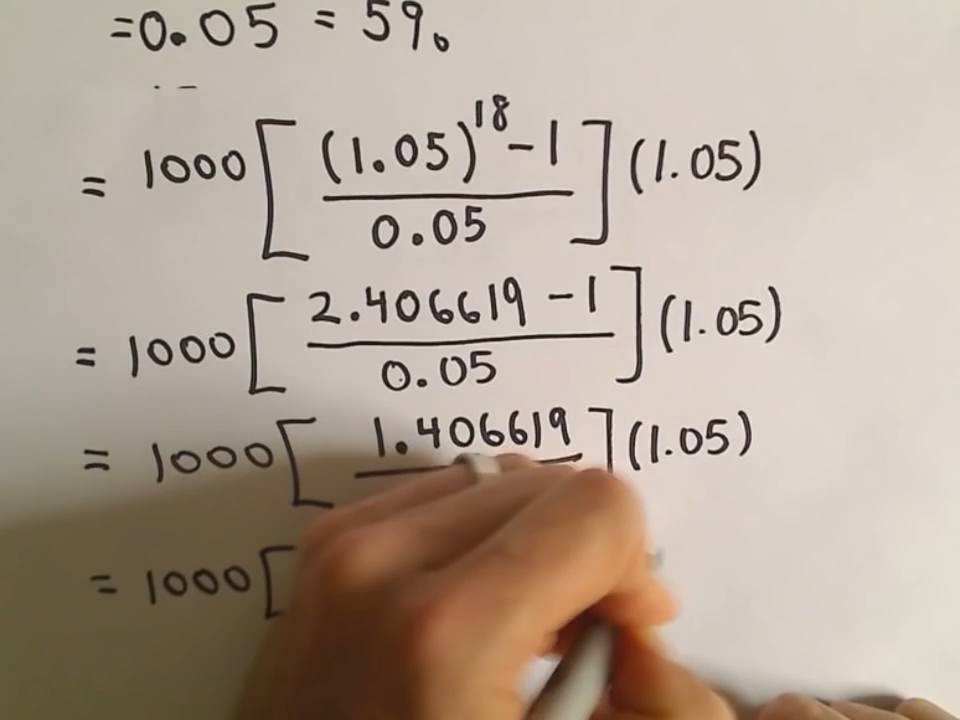 =0.05 = 5%
= 1000 [ (1.05)^18 - 1 / 0.05 ] (1.05)
= 1000 [ 2.406619 - 1 / 0.05 ] (1.05)
= 1000 [ 1.406619 ] (1.05)
= 1000 [